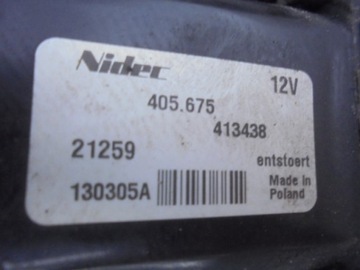 Nidec 12V
405.675
413438
21259 entstoert
130305A Made in
Poland